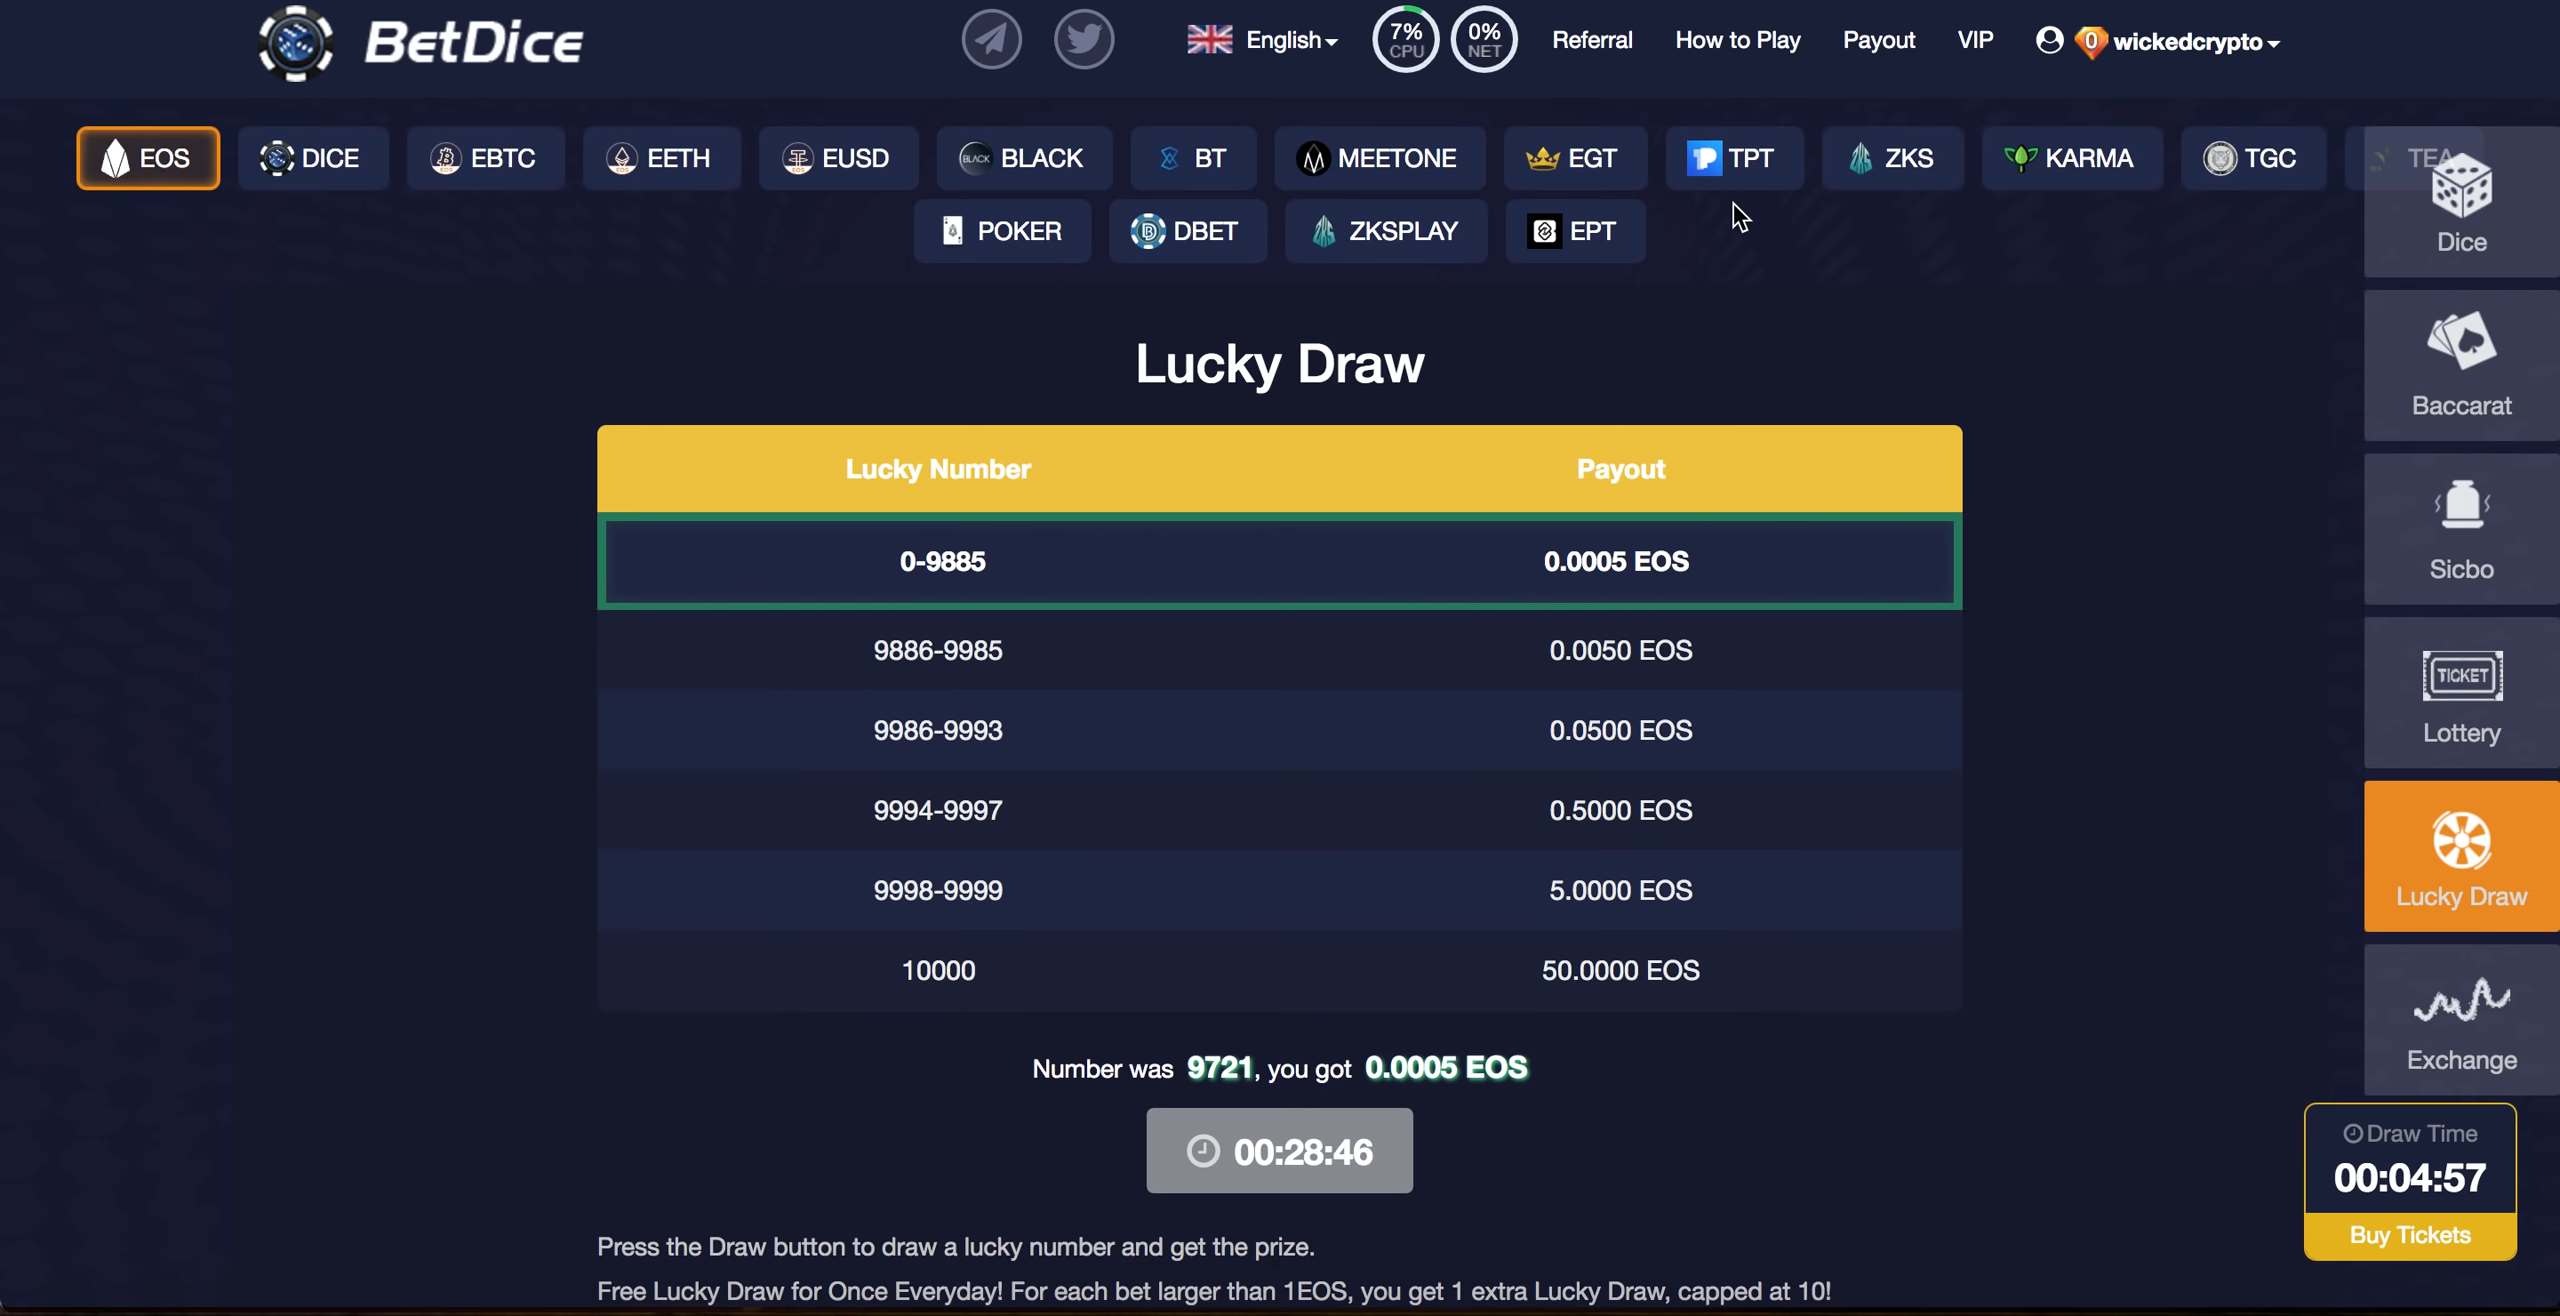 BetDice
English
7% CPU
0% NET
Referral
How to Play
Payout
VIP
0 wickedcrypto
EOS DICE EBTC EETH EUSD BLACK BLACK BT MEETONE EGT TPT ZKS KARMA TGC TEA
POKER DBET ZKSPLAY EPT
Dice
Baccarat
Sicbo
TICKET
Lottery
Lucky Draw
Exchange
Lucky Draw
Lucky Number Payout
0-9885 0.0005 EOS
9886-9985 0.0050 EOS
9986-9993 0.0500 EOS
9994-9997 0.5000 EOS
9998-9999 5.0000 EOS
10000 50.0000 EOS
Number was 9721, you got 0.0005 EOS
00:28:46
Draw Time
00:04:57
Buy Tickets
Press the Draw button to draw a lucky number and get the prize.
Free Lucky Draw for Once Everyday! For each bet larger than 1EOS, you get 1 extra Lucky Draw, capped at 10!